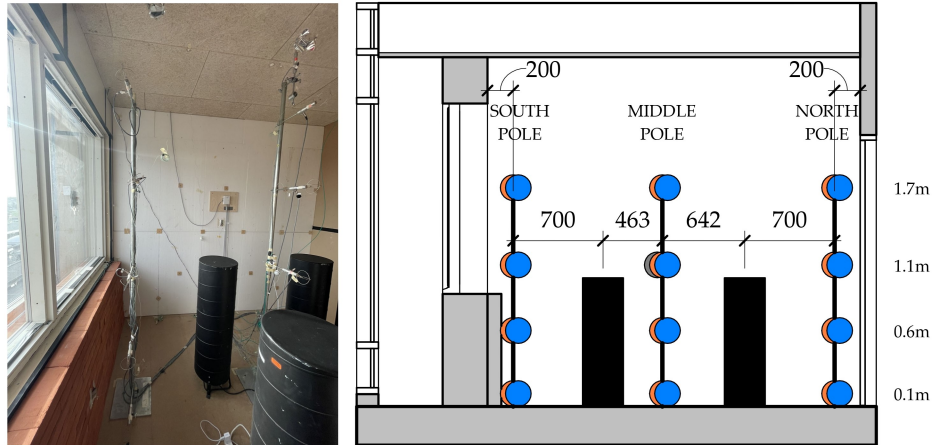 200
200
SOUTH
POLE
MIDDLE
POLE
NORTH
POLE
1.7m
700
463
642
700
1.1m
0.6m
0.1m